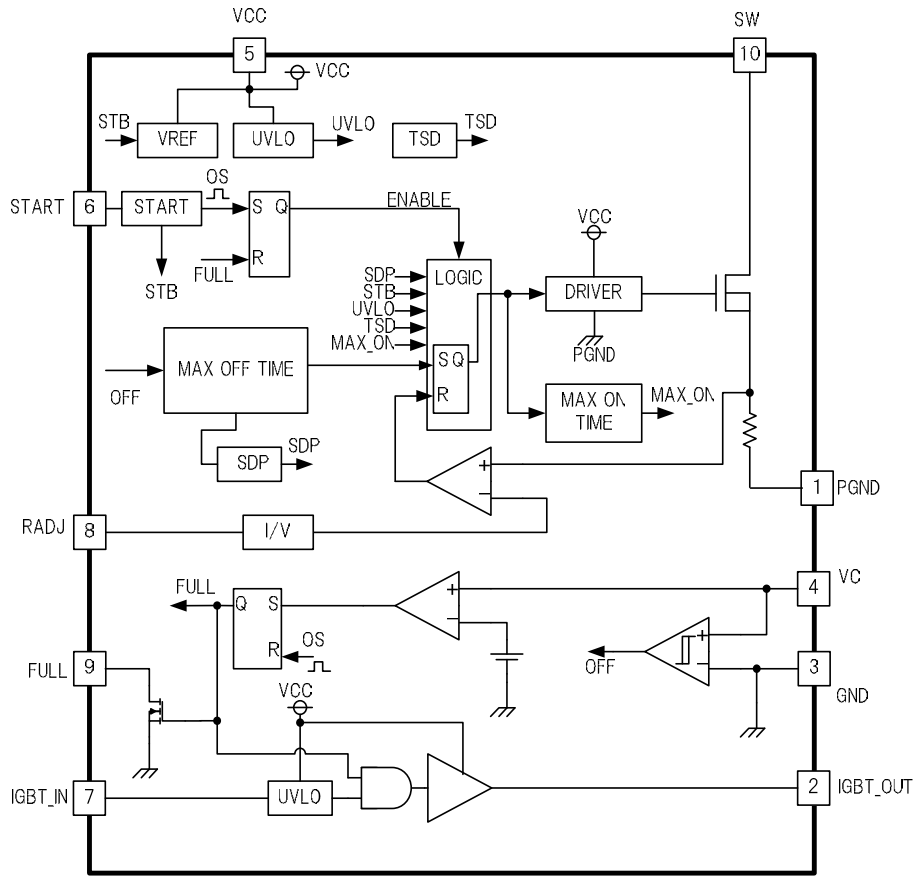 VCC
SW
5
10
VCC
STB
VREF
UVLO
UVLO
TSD
TSD
START
6
START
OS
S Q
R
ENABLE
FULL
STB
VCC
SDP
STB
UVLO
TSD
MAX_ON
LOGIC
S Q
R
DRIVER
PGND
MAX OFF TIME
OFF
MAX ON
TIME
MAX_ON
SDP
SDP
+
−
1
PGND
RADJ
8
I/V
4
VC
FULL
Q S
R
OS
+
−
+
−
OFF
3
GND
FULL
9
VCC
IGBT_IN
7
UVLO
2
IGBT_OUT